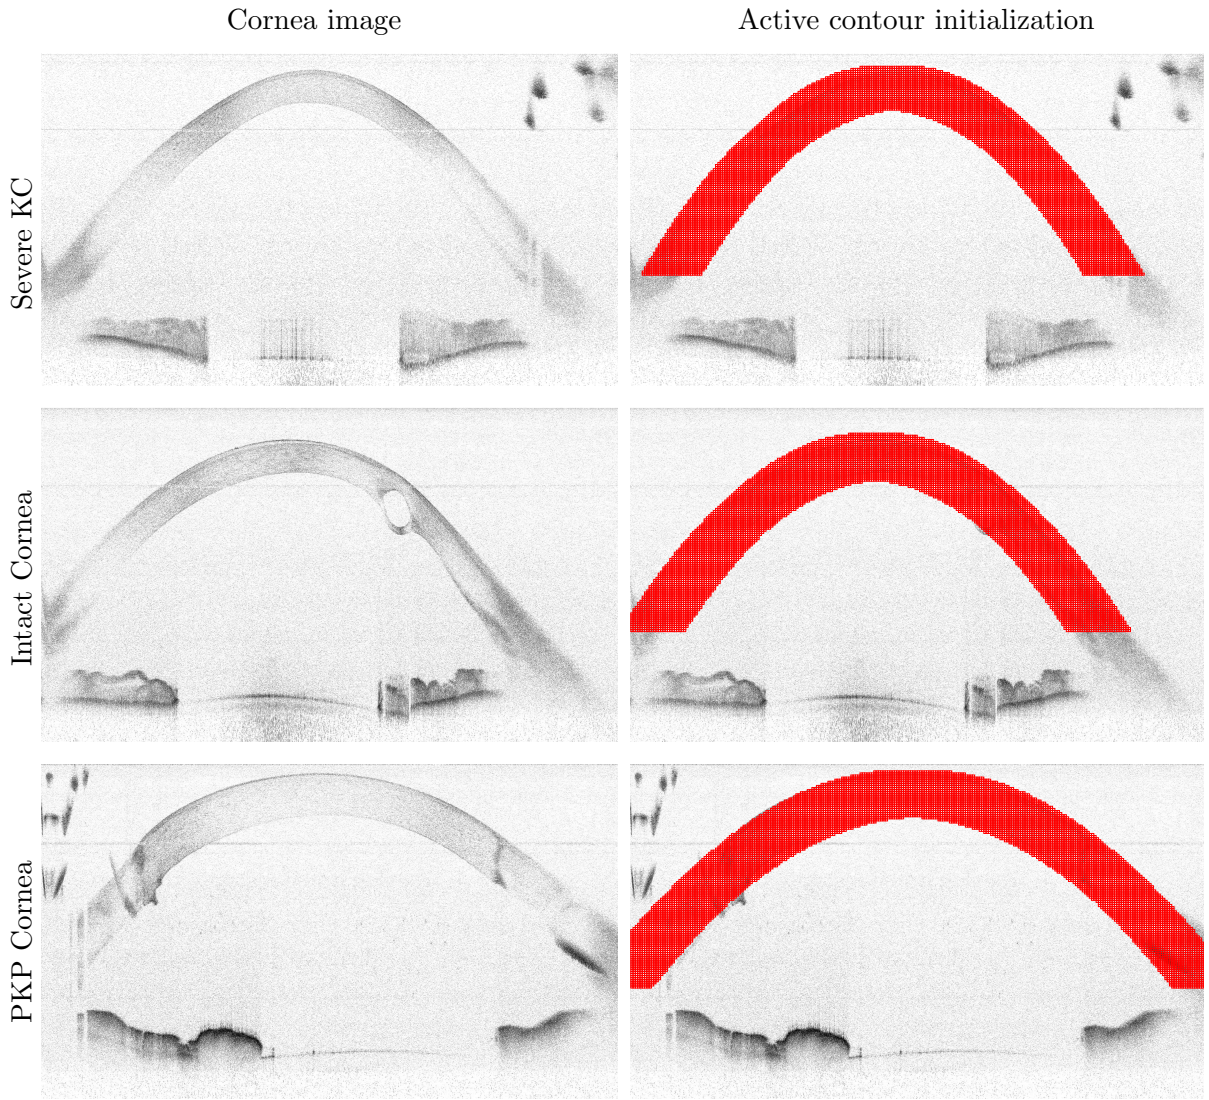 Cornea image
Active contour initialization
Severe KC
Intact Cornea
PKP Cornea